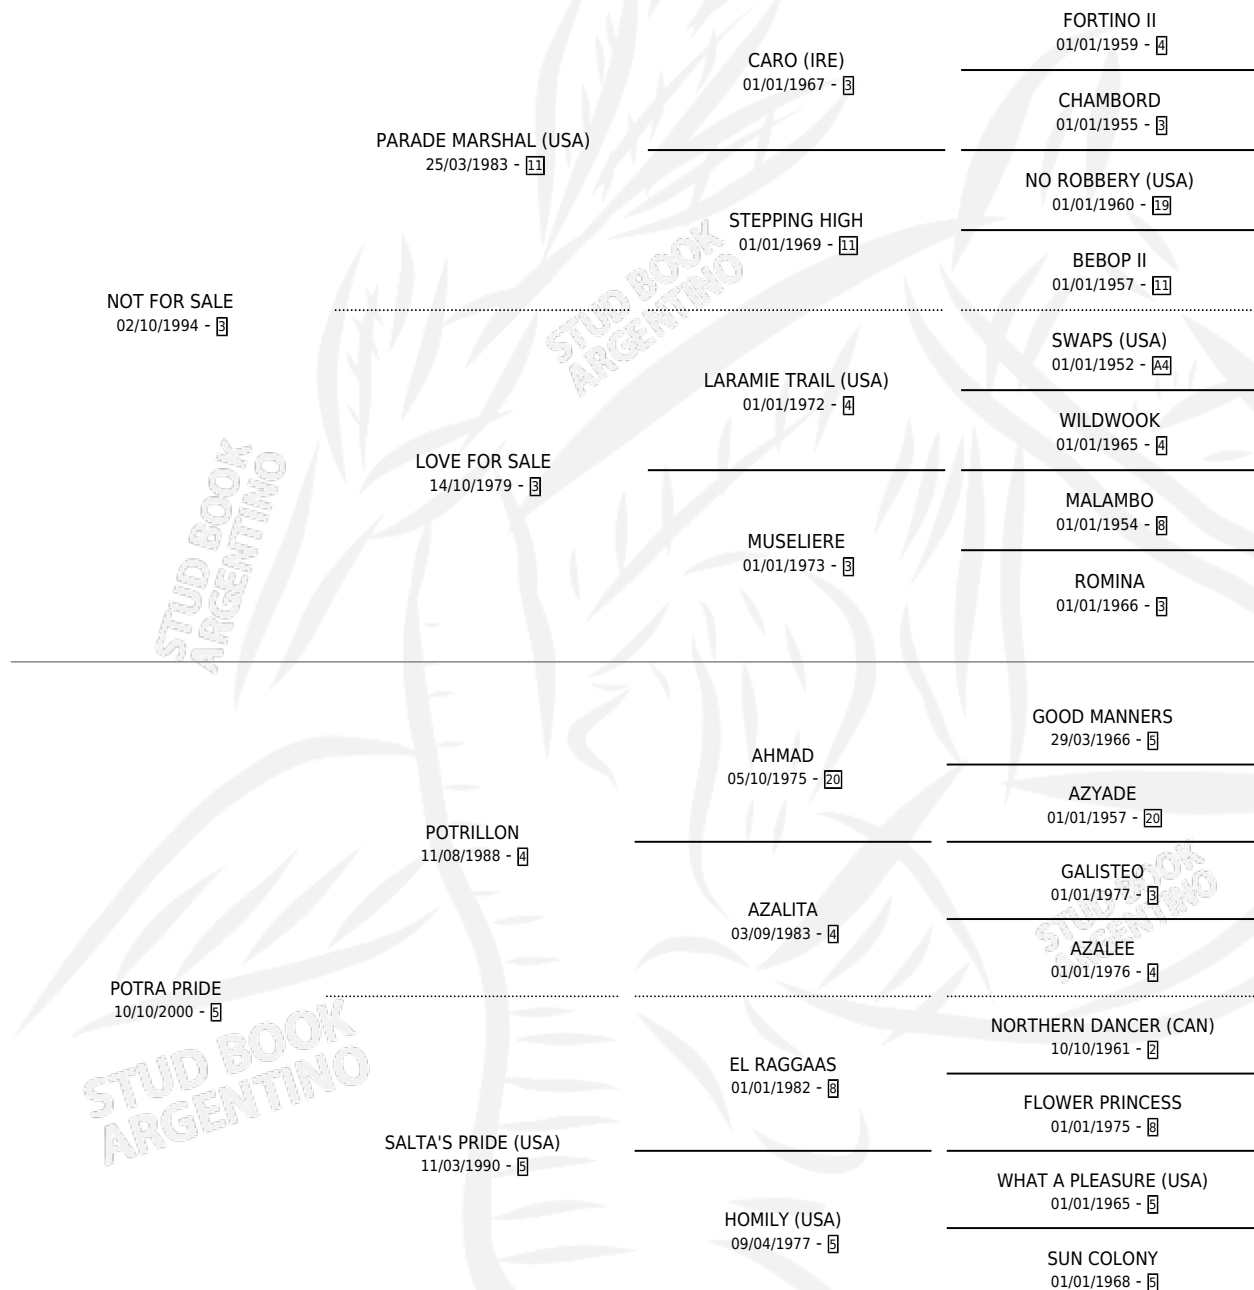 FORTINO II
01/01/1959 - 4
CARO (IRE)
01/01/1967 - 3
CHAMBORD
01/01/1955 - 3
PARADE MARSHAL (USA)
25/03/1983 - 11
NO ROBBERY (USA)
01/01/1960 - 19
STEPPING HIGH
01/01/1969 - 11
BEBOP II
01/01/1957 - 11
NOT FOR SALE
02/10/1994 - 3
SWAPS (USA)
01/01/1952 - A4
LARAMIE TRAIL (USA)
01/01/1972 - 4
WILDWOOK
01/01/1965 - 4
LOVE FOR SALE
14/10/1979 - 3
MALAMBO
01/01/1954 - 8
MUSELIERE
01/01/1973 - 3
ROMINA
01/01/1966 - 3
GOOD MANNERS
29/03/1966 - 5
AHMAD
05/10/1975 - 20
AZYADE
01/01/1957 - 20
POTRILLON
11/08/1988 - 4
GALISTEO
01/01/1977 - 3
AZALITA
03/09/1983 - 4
AZALEE
01/01/1976 - 4
POTRA PRIDE
10/10/2000 - 5
NORTHERN DANCER (CAN)
10/10/1961 - 2
EL RAGGAAS
01/01/1982 - 8
FLOWER PRINCESS
01/01/1975 - 8
SALTA'S PRIDE (USA)
11/03/1990 - 5
WHAT A PLEASURE (USA)
01/01/1965 - 5
HOMILY (USA)
09/04/1977 - 5
SUN COLONY
01/01/1968 - 5
STUD BOOK
ARGENTINO
STUD BOOK
ARGENTINO
STUD BOOK
ARGENTINO
STUD BOOK
ARGENTINO